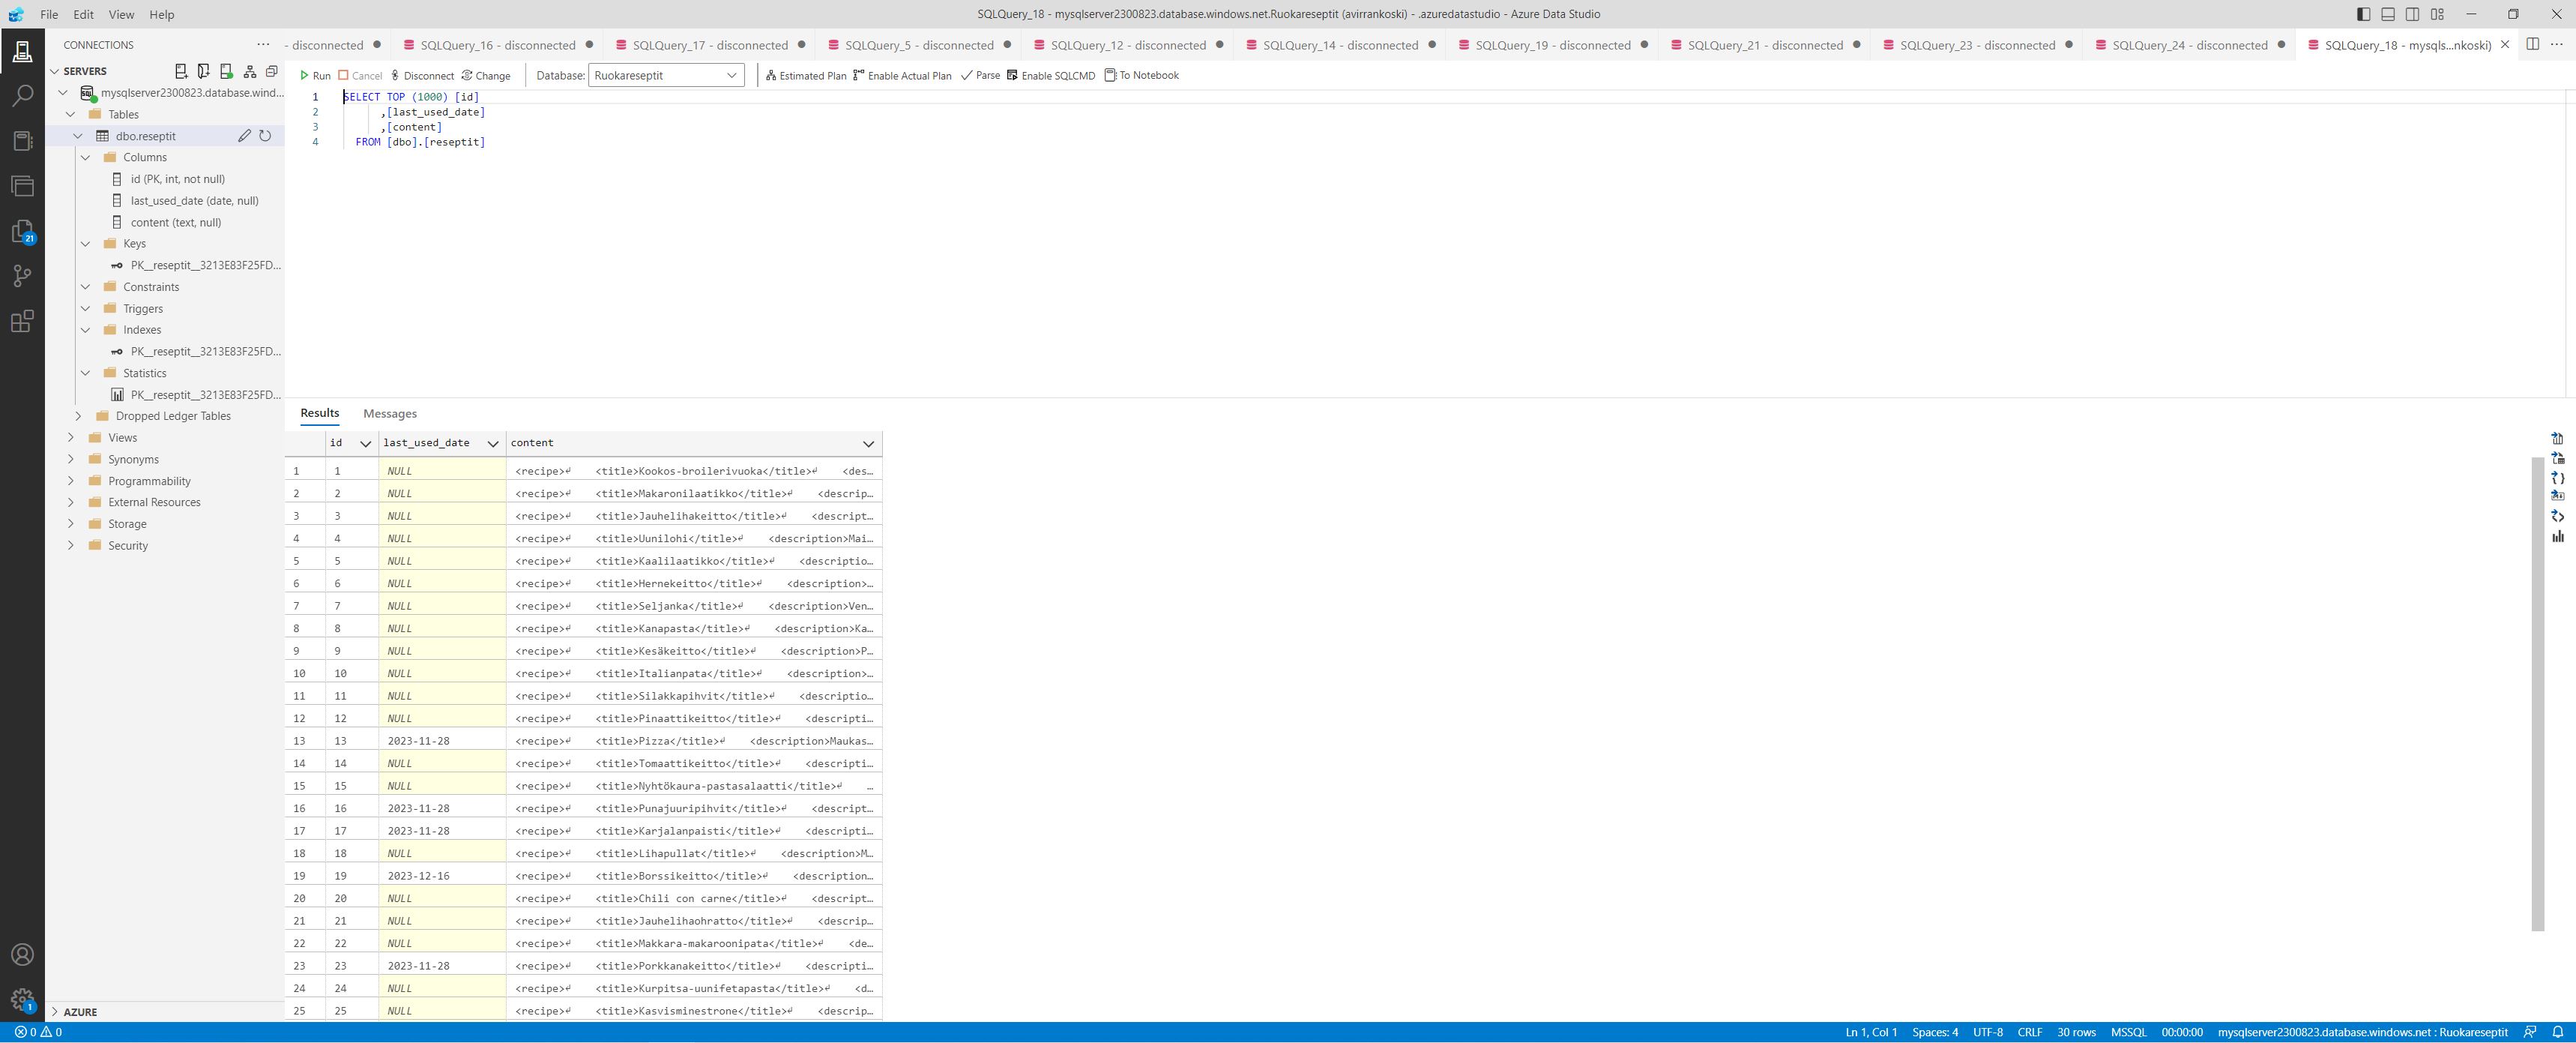 File Edit View Help
SQLQuery_18 - mysqlserver2300823.database.windows.net.Ruokareseptit (avirrankoski) - .azuredatastudio - Azure Data Studio
CONNECTIONS
- disconnected
SQLQuery_16 - disconnected
SQLQuery_17 - disconnected
SQLQuery_5 - disconnected
SQLQuery_12 - disconnected
SQLQuery_14 - disconnected
SQLQuery_19 - disconnected
SQLQuery_21 - disconnected
SQLQuery_23 - disconnected
SQLQuery_24 - disconnected
SQLQuery_18 - mysqls...nkoski)
SERVERS
mysqlserver2300823.database.wind...
Tables
dbo.reseptit
Columns
id (PK, int, not null)
last_used_date (date, null)
content (text, null)
Keys
PK__reseptit__3213E83F25FD...
Constraints
Triggers
Indexes
PK__reseptit__3213E83F25FD...
Statistics
PK__reseptit__3213E83F25FD...
Dropped Ledger Tables
Views
Synonyms
Programmability
External Resources
Storage
Security
21
1
AZURE
Run Cancel Disconnect Change Database: Ruokareseptit Estimated Plan Enable Actual Plan Parse Enable SQLCMD To Notebook
1 SELECT TOP (1000) [id]
2 ,[last_used_date]
3 ,[content]
4 FROM [dbo].[reseptit]
Results Messages
id last_used_date content
1 1 NULL <recipe>↵ <title>Kookos-broilerivuoka</title>↵ <des…
2 2 NULL <recipe>↵ <title>Makaronilaatikko</title>↵ <descrip…
3 3 NULL <recipe>↵ <title>Jauhelihakeitto</title>↵ <descript…
4 4 NULL <recipe>↵ <title>Uunilohi</title>↵ <description>Mai…
5 5 NULL <recipe>↵ <title>Kaalilaatikko</title>↵ <descriptio…
6 6 NULL <recipe>↵ <title>Hernekeitto</title>↵ <description>…
7 7 NULL <recipe>↵ <title>Seljanka</title>↵ <description>Ven…
8 8 NULL <recipe>↵ <title>Kanapasta</title>↵ <description>Ka…
9 9 NULL <recipe>↵ <title>Kesäkeitto</title>↵ <description>P…
10 10 NULL <recipe>↵ <title>Italianpata</title>↵ <description>…
11 11 NULL <recipe>↵ <title>Silakkapihvit</title>↵ <descriptio…
12 12 NULL <recipe>↵ <title>Pinaattikeitto</title>↵ <descripti…
13 13 2023-11-28 <recipe>↵ <title>Pizza</title>↵ <description>Maukas…
14 14 NULL <recipe>↵ <title>Tomaattikeitto</title>↵ <descripti…
15 15 NULL <recipe>↵ <title>Nyhtökaura-pastasalaatti</title>↵ …
16 16 2023-11-28 <recipe>↵ <title>Punajuuripihvit</title>↵ <descript…
17 17 2023-11-28 <recipe>↵ <title>Karjalanpaisti</title>↵ <descripti…
18 18 NULL <recipe>↵ <title>Lihapullat</title>↵ <description>M…
19 19 2023-12-16 <recipe>↵ <title>Borssikeitto</title>↵ <description…
20 20 NULL <recipe>↵ <title>Chili con carne</title>↵ <descript…
21 21 NULL <recipe>↵ <title>Jauhelihaohratto</title>↵ <descrip…
22 22 NULL <recipe>↵ <title>Makkara-makaroonipata</title>↵ <de…
23 23 2023-11-28 <recipe>↵ <title>Porkkanakeitto</title>↵ <descripti…
24 24 NULL <recipe>↵ <title>Kurpitsa-uunifetapasta</title>↵ <d…
25 25 NULL <recipe>↵ <title>Kasvisminestrone</title>↵ <descrip…
0 0 Ln 1, Col 1 Spaces: 4 UTF-8 CRLF 30 rows MSSQL 00:00:00 mysqlserver2300823.database.windows.net : Ruokareseptit